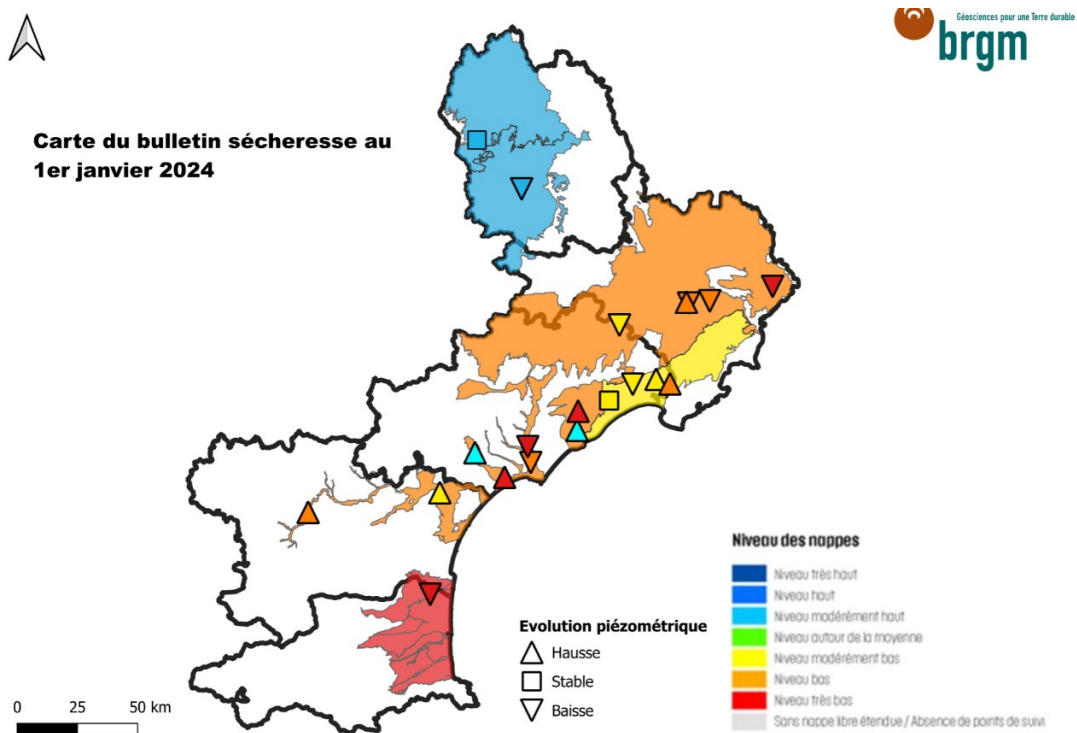 Géosciences pour une Terre durable
brgm
Carte du bulletin sécheresse au
1er janvier 2024
Niveau des nappes
Niveau très haut
Niveau haut
Niveau modérément haut
Niveau autour de la moyenne
Niveau modérément bas
Niveau bas
Niveau très bas
Sans nappe libre étendue / Absence de points de suivi
Evolution piézométrique
Hausse
Stable
Baisse
0 25 50 km